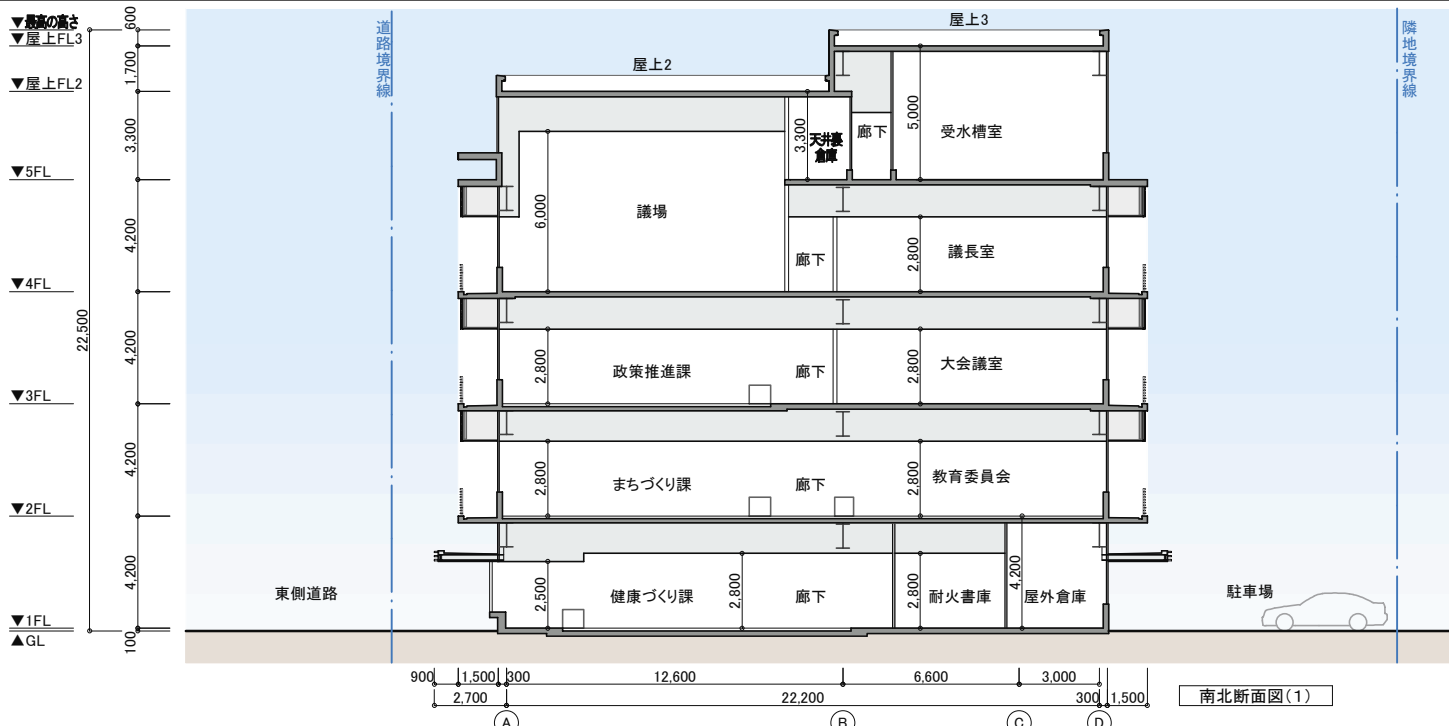 ▼最高の高さ
▼屋上FL3
▼屋上FL2
▼5FL
▼4FL
▼3FL
▼2FL
▼1FL
▲GL
22,500
600
1,700
3,300
4,200
4,200
4,200
4,200
100
道路境界線
隣地境界線
屋上3
屋上2
3,300
天井裏
倉庫
廊下
5,000
受水槽室
6,000
議場
廊下
2,800
議長室
2,800
政策推進課
廊下
2,800
大会議室
2,800
まちづくり課
廊下
2,800
教育委員会
東側道路
2,500
健康づくり課
2,800
廊下
2,800
耐火書庫
4,200
屋外倉庫
駐車場
900
1,500
300
12,600
6,600
3,000
2,700
22,200
300
1,500
南北断面図(1)
A
B
C
D